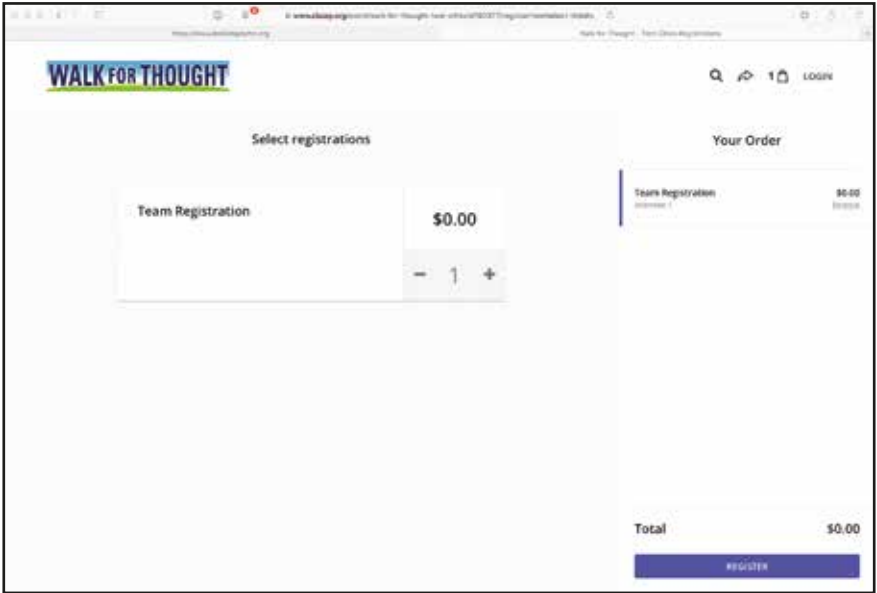 WALK FOR THOUGHT
1 LOGIN
Select registrations
Your Order
Team Registration
$0.00
− 1 +
Team Registration $0.00
Total $0.00
REGISTER